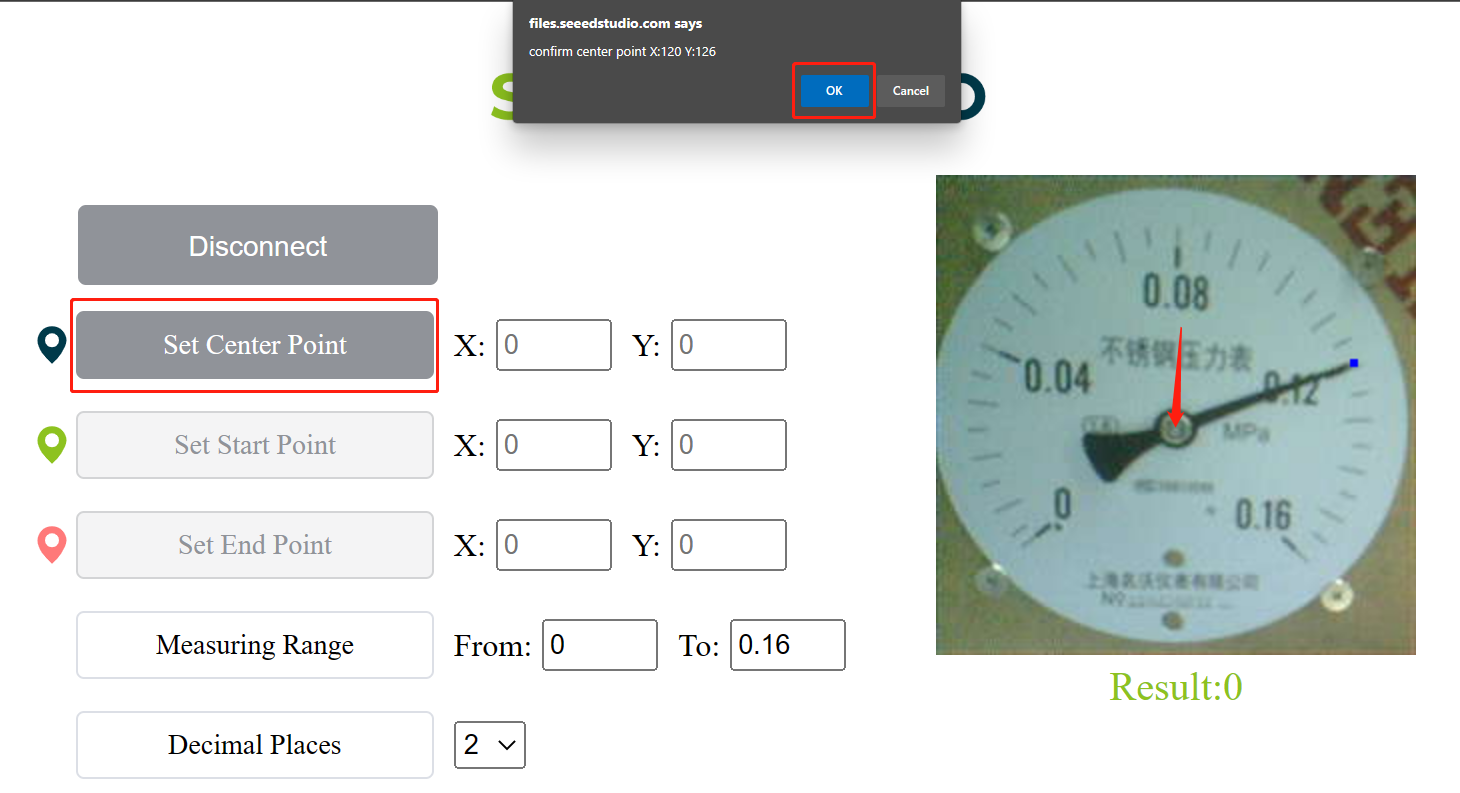 files.seeedstudio.com says
confirm center point X:120 Y:126
OK
Cancel
Disconnect
Set Center Point
X: 0
Y: 0
Set Start Point
X: 0
Y: 0
Set End Point
X: 0
Y: 0
Measuring Range
From: 0
To: 0.16
Decimal Places
2
0.08
不锈钢压力表
0.04
0.12
MPa
0
0.16
上海名沃仪表有限公司
№
Result:0